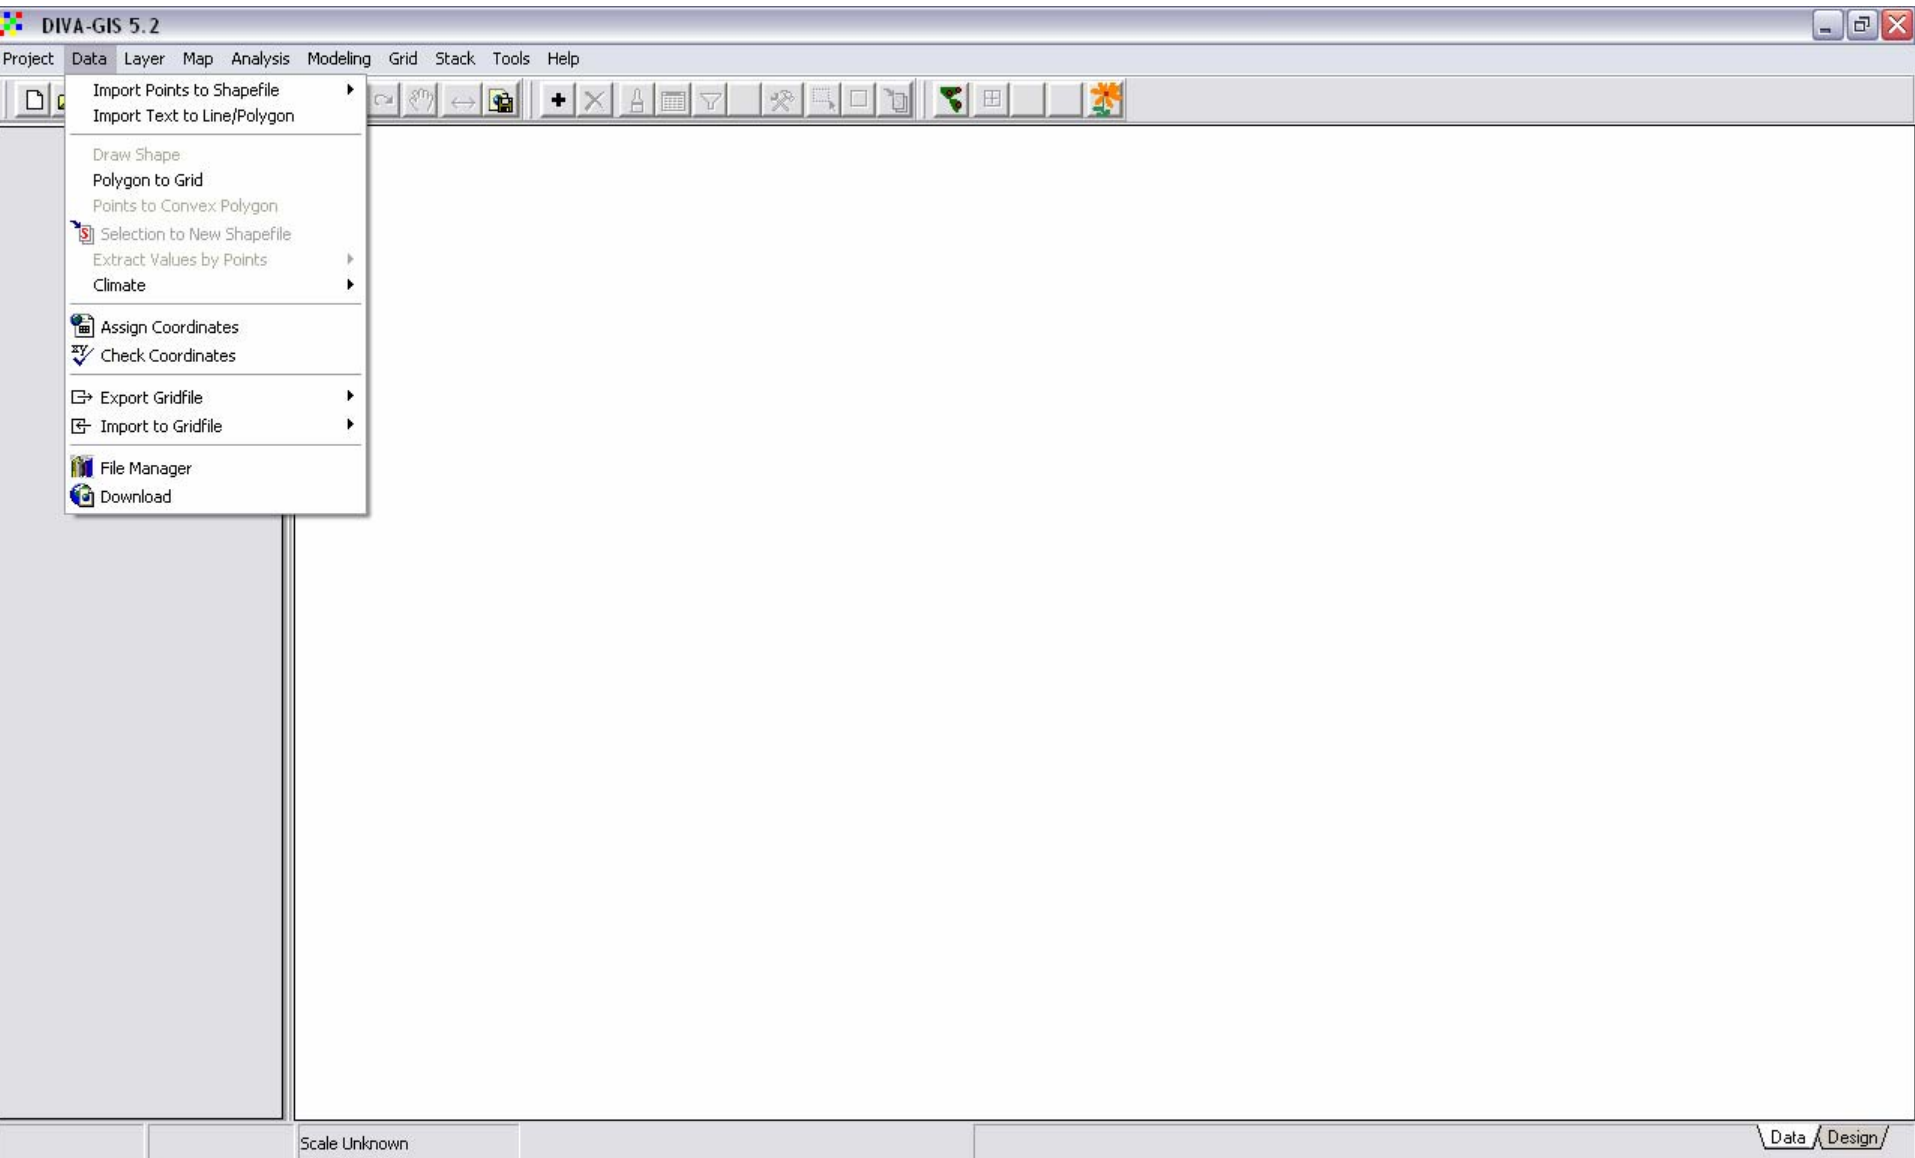 DIVA-GIS 5.2
Project Data Layer Map Analysis Modeling Grid Stack Tools Help
Import Points to Shapefile
Import Text to Line/Polygon
Draw Shape
Polygon to Grid
Points to Convex Polygon
Selection to New Shapefile
Extract Values by Points
Climate
Assign Coordinates
Check Coordinates
Export Gridfile
Import to Gridfile
File Manager
Download
Scale Unknown
Data Design